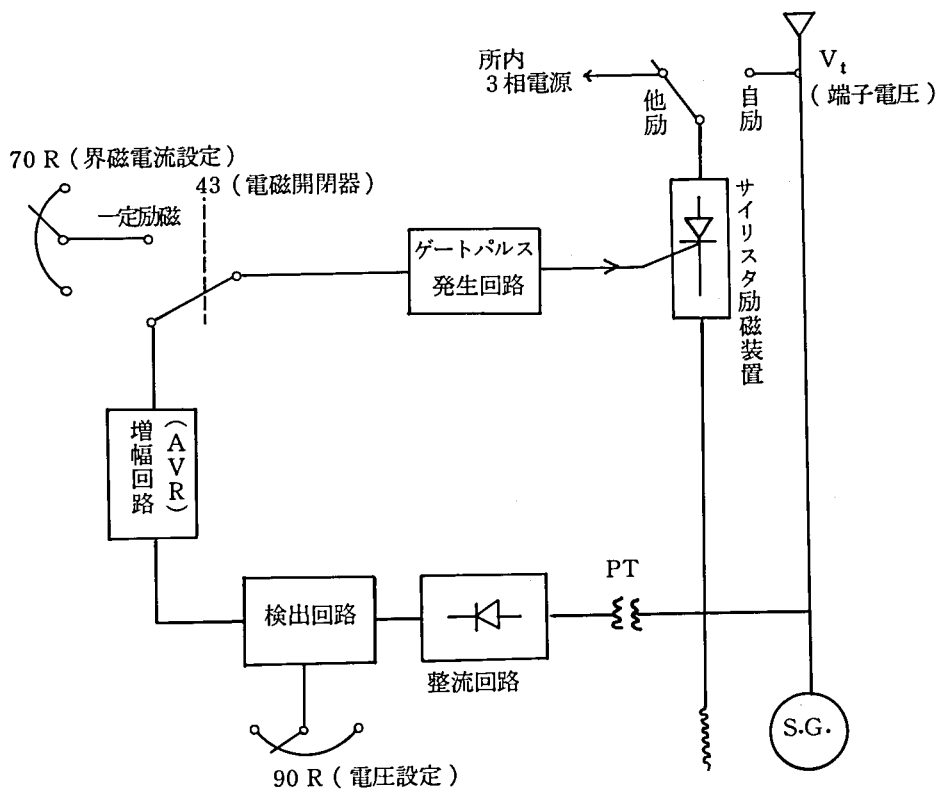 所内
3相電源
他励
自励
Vt
(端子電圧)
70 R (界磁電流設定)
43 (電磁開閉器)
一定励磁
ゲートパルス
発生回路
サイリスタ励磁装置
増幅回路
(AVR)
PT
検出回路
整流回路
S.G.
90 R (電圧設定)